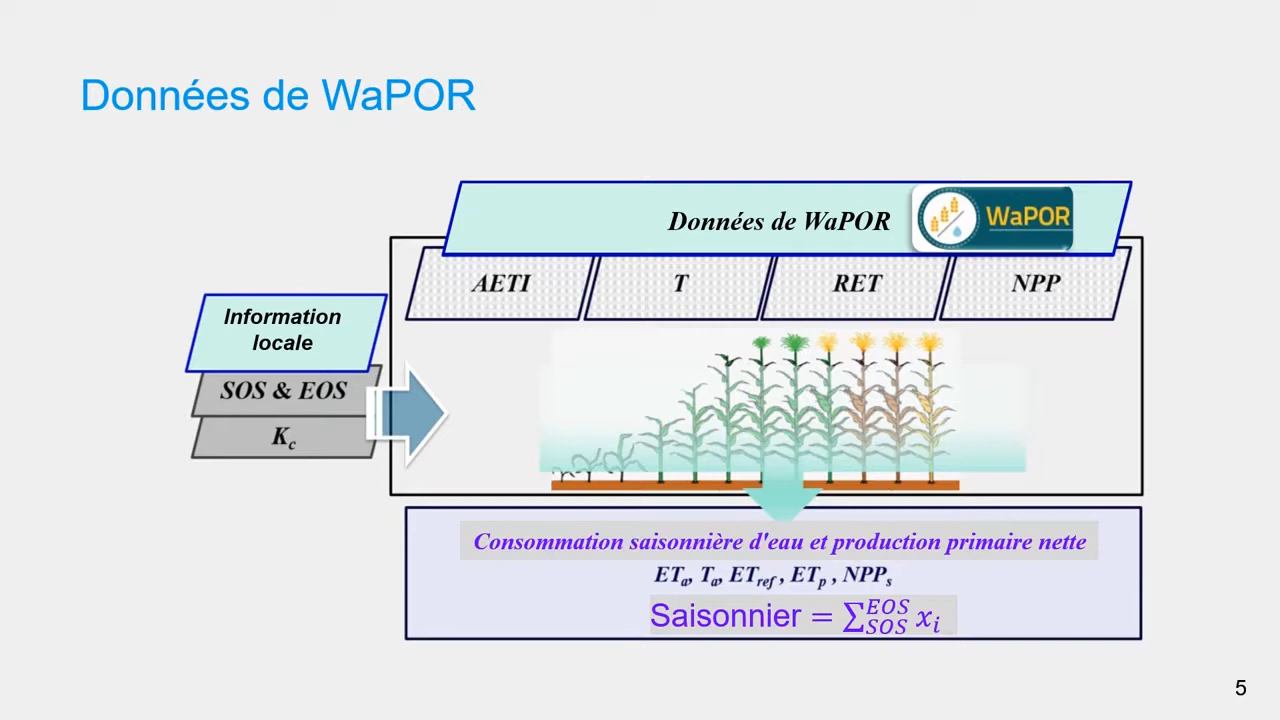 Données de WaPOR
Données de WaPOR
WaPOR
AETI
T
RET
NPP
Information
locale
SOS & EOS
Kc
Consommation saisonnière d'eau et production primaire nette
ETa, Ta, ETref , ETp , NPPs
Saisonnier = ∑_{SOS}^{EOS} x_i
5